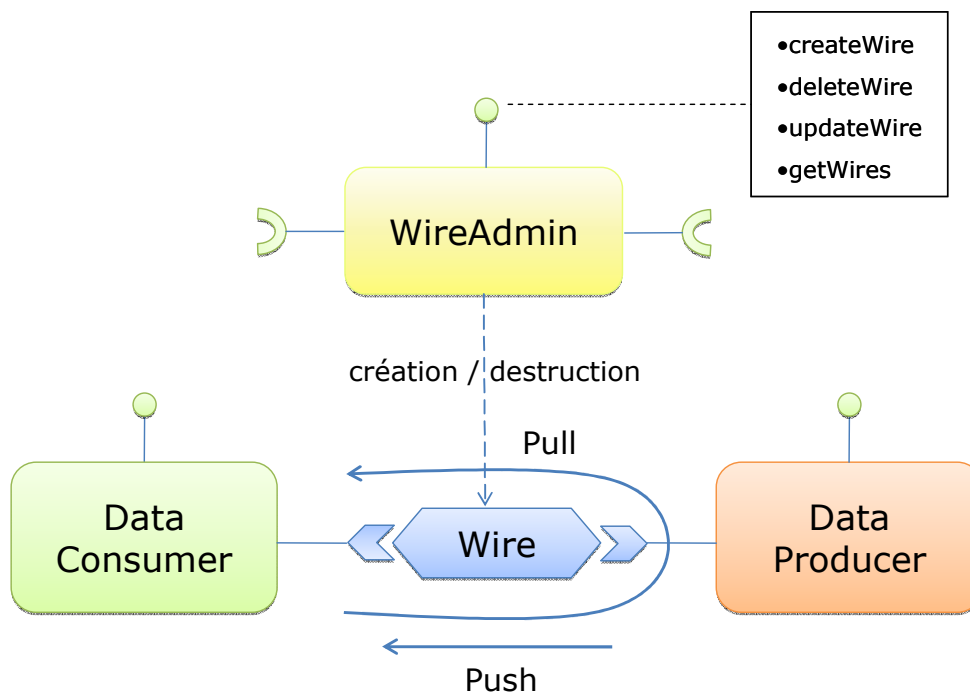 •createWire
•deleteWire
•updateWire
•getWires
WireAdmin
création / destruction
Pull
Data
Consumer
Wire
Data
Producer
Push